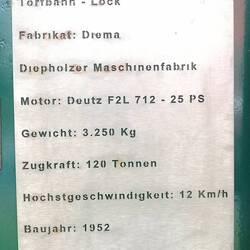 Torfbahn - Lock
Fabrikat: Diema
Diepholzer Maschinenfabrik
Motor: Deutz F2L 712 - 25 PS
Gewicht: 3.250 Kg
Zugkraft: 120 Tonnen
Höchstgeschwindigkeit: 12 Km/h
Baujahr: 1952